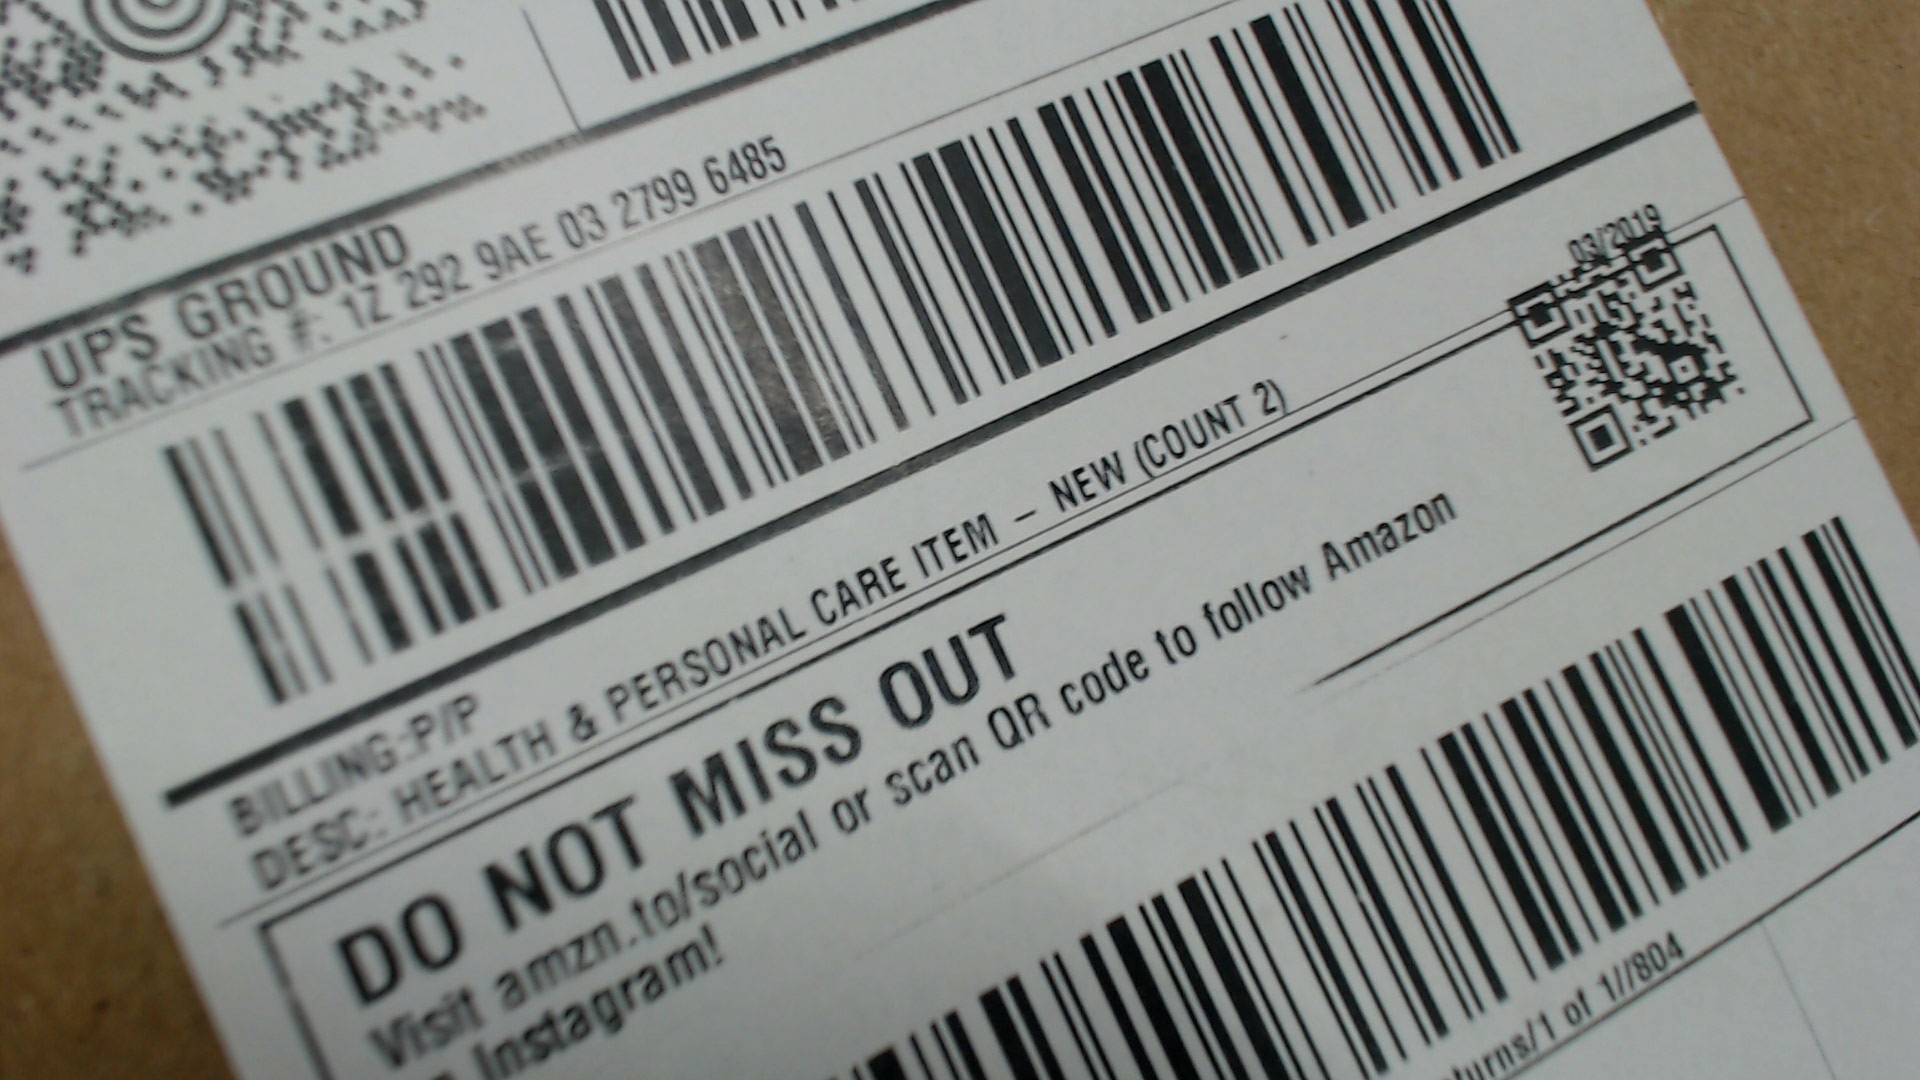 UPS GROUND
TRACKING #: 1Z 292 9AE 03 2799 6485
BILLING:P/P
DESC: HEALTH & PERSONAL CARE ITEM – NEW (COUNT 2)
03/2019
DO NOT MISS OUT
Visit amzn.to/social or scan QR code to follow Amazon
Instagram!
turns/1 of 1//804